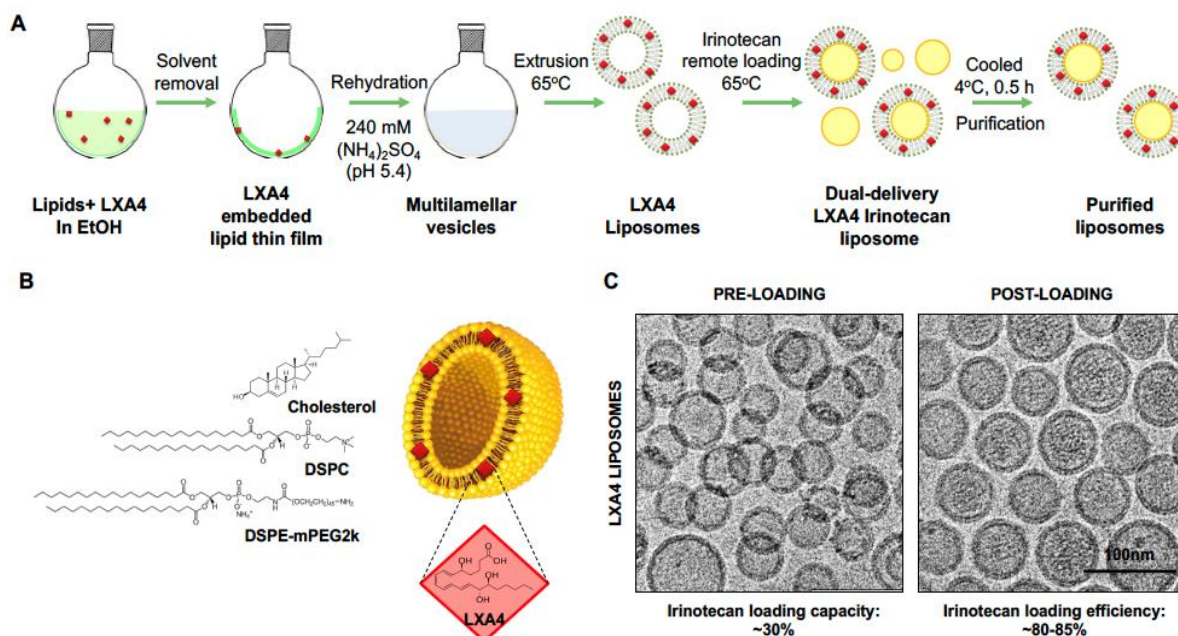 A
Solvent
removal
Rehydration
240 mM
(NH4)2SO4
(pH 5.4)
Extrusion
65ºC
Irinotecan
remote loading
65ºC
Cooled
4ºC, 0.5 h
Purification
Lipids+ LXA4
In EtOH
LXA4
embedded
lipid thin film
Multilamellar
vesicles
LXA4
Liposomes
Dual-delivery
LXA4 Irinotecan
liposome
Purified
liposomes
B
Cholesterol
DSPC
DSPE-mPEG2k
LXA4
C
PRE-LOADING
POST-LOADING
LXA4 LIPOSOMES
100nm
Irinotecan loading capacity:
~30%
Irinotecan loading efficiency:
~80-85%